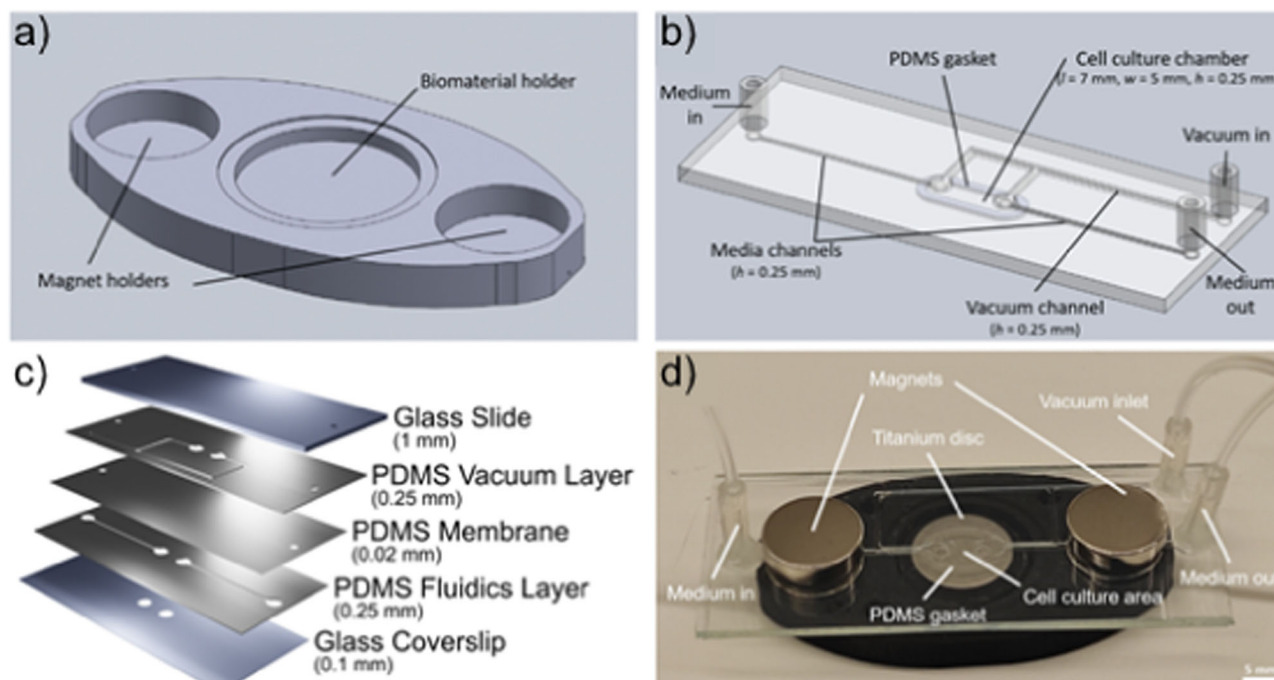 a)
Biomaterial holder
Magnet holders
b)
PDMS gasket
Cell culture chamber
(l = 7 mm, w = 5 mm, h = 0.25 mm
Medium
in
Vacuum in
Media channels
(h = 0.25 mm)
Vacuum channel
(h = 0.25 mm)
Medium
out
c)
Glass Slide
(1 mm)
PDMS Vacuum Layer
(0.25 mm)
PDMS Membrane
(0.02 mm)
PDMS Fluidics Layer
(0.25 mm)
Glass Coverslip
(0.1 mm)
d)
Magnets
Vacuum inlet
Titanium disc
Medium in
PDMS gasket
Cell culture area
Medium out
5 mm